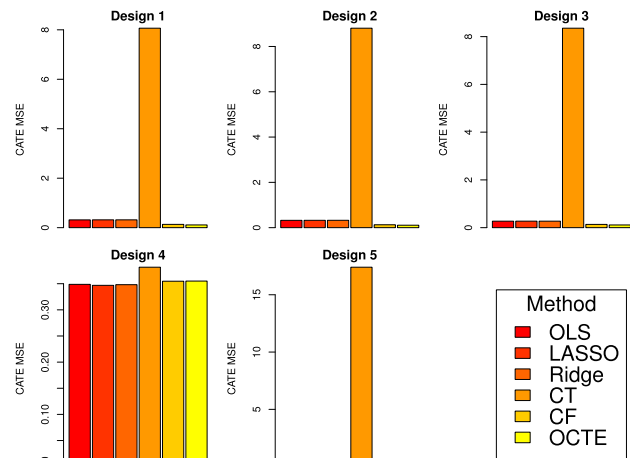 Design 1
CATE MSE
0
2
4
6
8
Design 2
CATE MSE
0
2
4
6
8
Design 3
CATE MSE
0
2
4
6
8
Design 4
CATE MSE
0.10
0.20
0.30
Design 5
CATE MSE
5
10
15
Method
OLS
LASSO
Ridge
CT
CF
OCTE